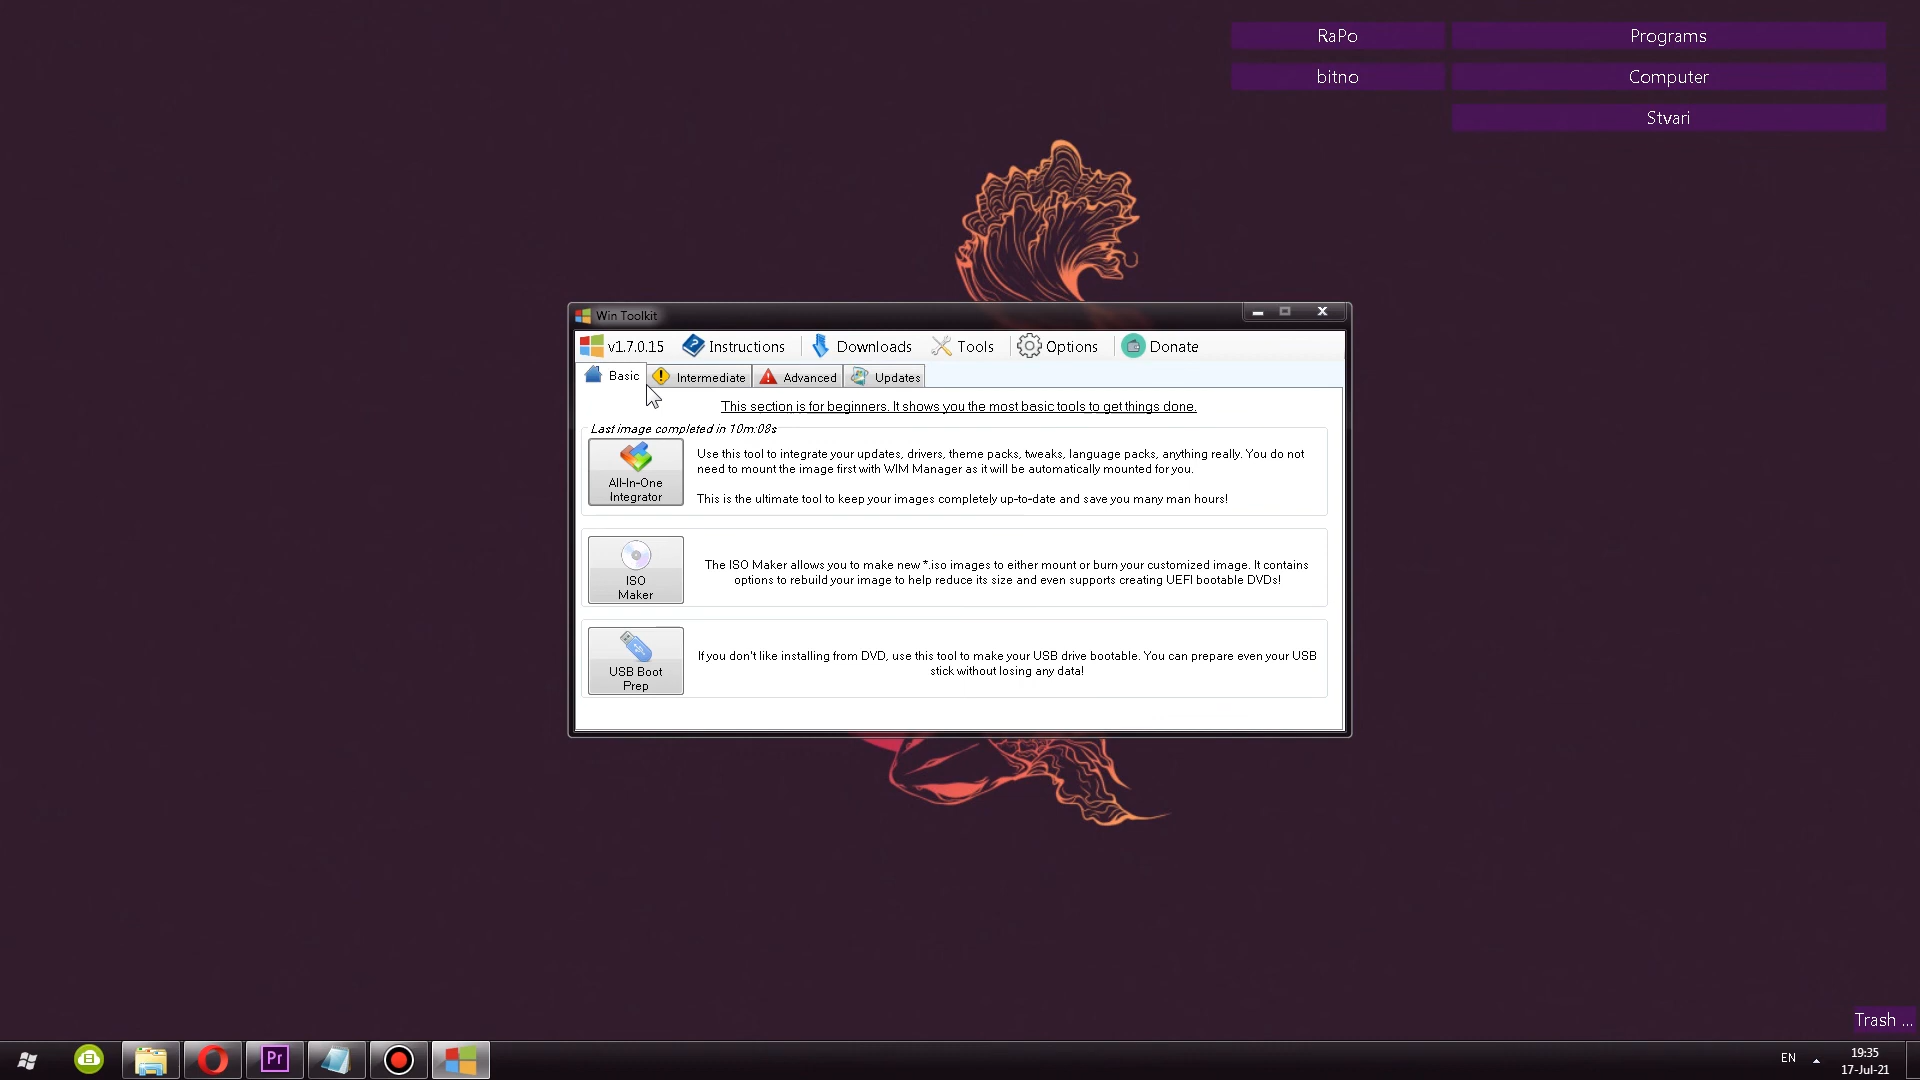 RaPo
Programs
bitno
Computer
Stvari
Win Toolkit
v1.7.0.15 Instructions Downloads Tools Options Donate
Basic Intermediate Advanced Updates
This section is for beginners. It shows you the most basic tools to get things done.
Last image completed in 10m:08s
All-In-One
Integrator
Use this tool to integrate your updates, drivers, theme packs, tweaks, language packs, anything really. You do not
need to mount the image first with WIM Manager as it will be automatically mounted for you.
This is the ultimate tool to keep your images completely up-to-date and save you many man hours!
ISO
Maker
The ISO Maker allows you to make new *.iso images to either mount or burn your customized image. It contains
options to rebuild your image to help reduce its size and even supports creating UEFI bootable DVDs!
USB Boot
Prep
If you don't like installing from DVD, use this tool to make your USB drive bootable. You can prepare even your USB
stick without losing any data!
Trash ...
Pr
EN
19:35
17-Jul-21